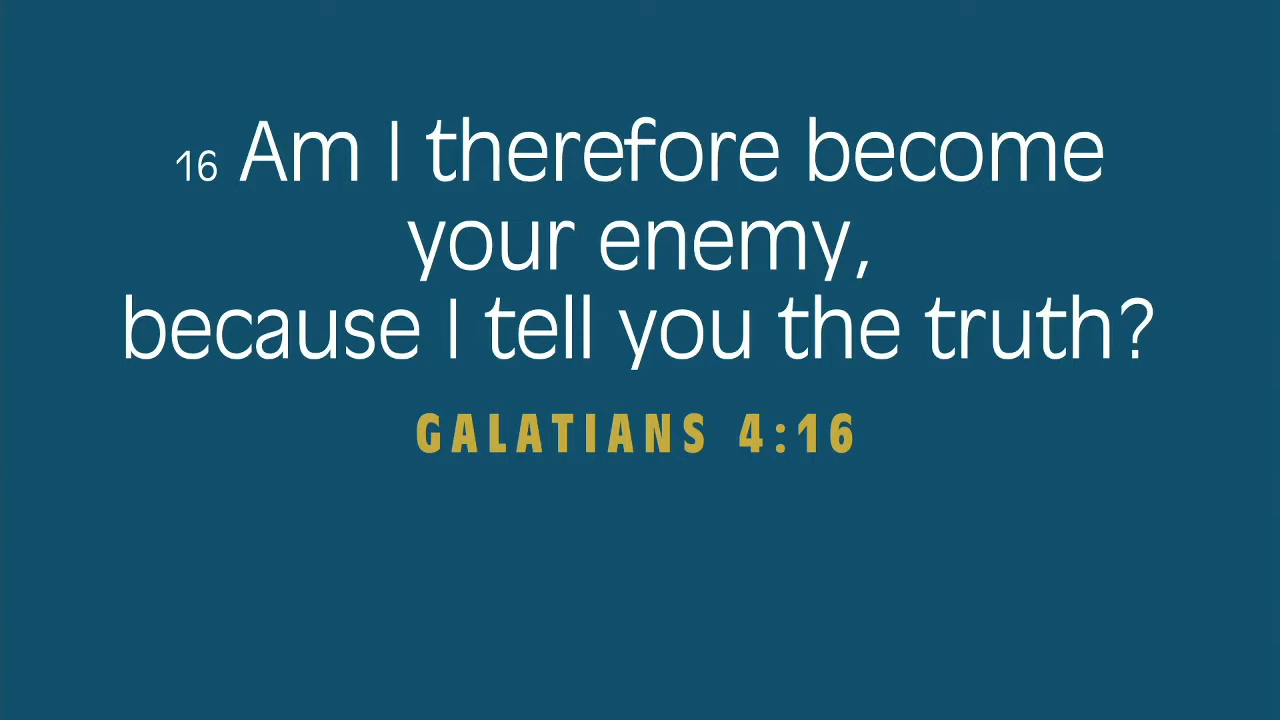 16 Am I therefore become
your enemy,
because I tell you the truth?
GALATIANS 4:16